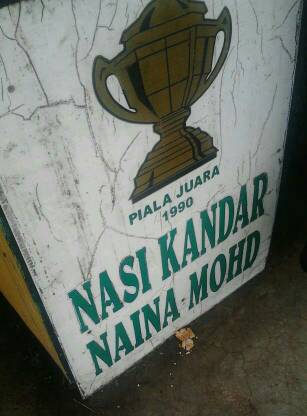 PIALA JUARA
1990
NASI KANDAR
NAINA MOHD